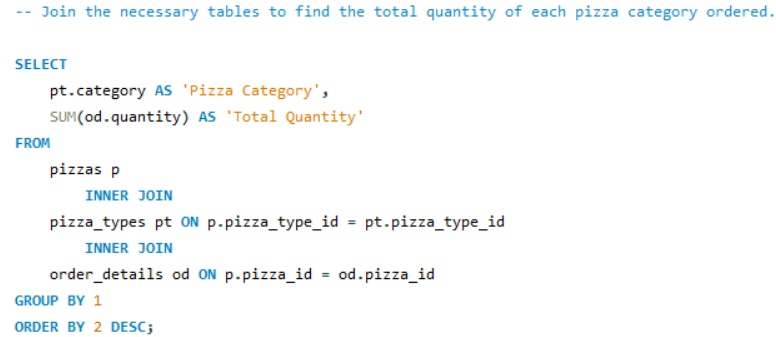 -- Join the necessary tables to find the total quantity of each pizza category ordered.
SELECT
pt.category AS 'Pizza Category',
SUM(od.quantity) AS 'Total Quantity'
FROM
pizzas p
INNER JOIN
pizza_types pt ON p.pizza_type_id = pt.pizza_type_id
INNER JOIN
order_details od ON p.pizza_id = od.pizza_id
GROUP BY 1
ORDER BY 2 DESC;